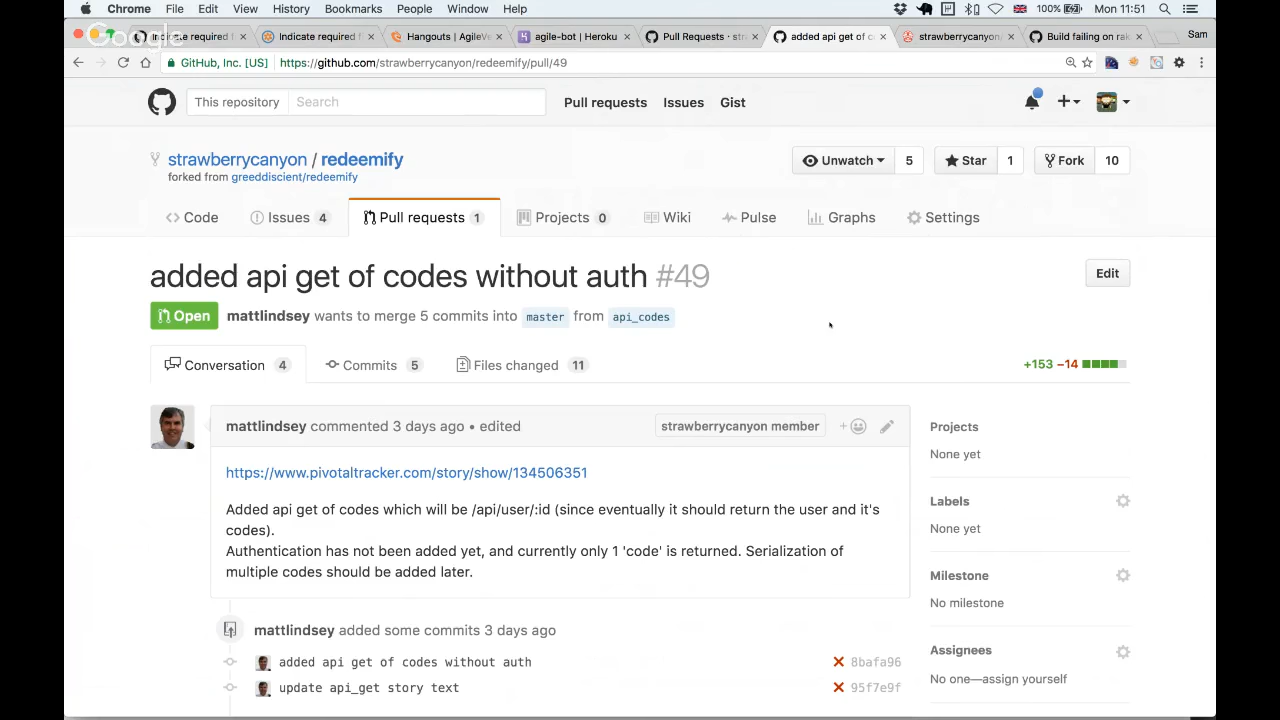 Chrome File Edit View History Bookmarks People Window Help 100% Mon 11:51
Google
Indicate required f Indicate required f Hangouts | AgileVe agile-bot | Heroku Pull Requests · str added api get of co strawberrycanyon/ Build failing on rak Sam
GitHub, Inc. [US] https://github.com/strawberrycanyon/redeemify/pull/49
This repository Search Pull requests Issues Gist
strawberrycanyon / redeemify Unwatch 5 Star 1 Fork 10
forked from greeddiscient/redeemify
Code Issues 4 Pull requests 1 Projects 0 Wiki Pulse Graphs Settings
added api get of codes without auth #49 Edit
Open mattlindsey wants to merge 5 commits into master from api_codes
Conversation 4 Commits 5 Files changed 11 +153 −14
mattlindsey commented 3 days ago • edited strawberrycanyon member + Projects
None yet
https://www.pivotaltracker.com/story/show/134506351
Labels
Added api get of codes which will be /api/user/:id (since eventually it should return the user and it's
codes).
None yet
Authentication has not been added yet, and currently only 1 'code' is returned. Serialization of
multiple codes should be added later.
Milestone
No milestone
mattlindsey added some commits 3 days ago
Assignees
added api get of codes without auth 8bafa96
No one—assign yourself
update api_get story text 95f7e9f